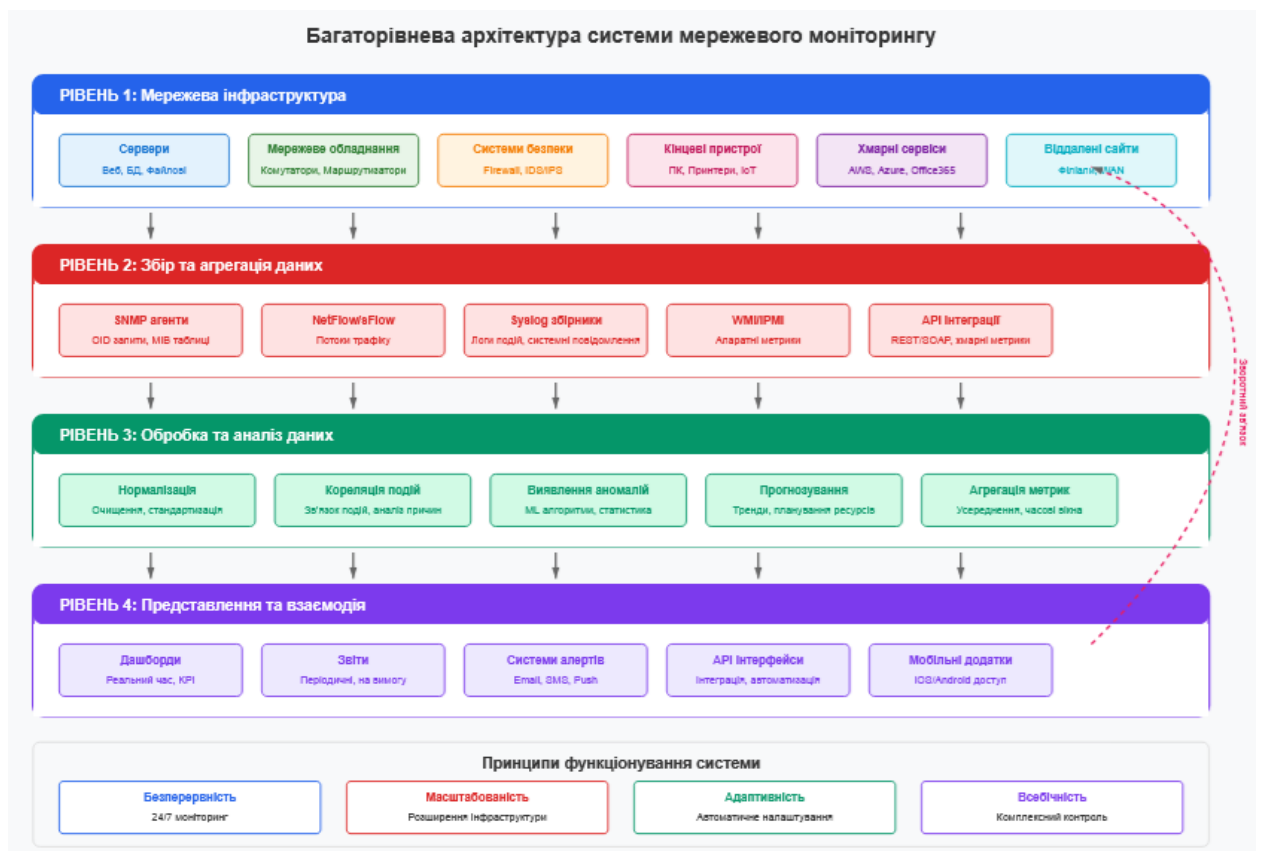 Багаторівнева архітектура системи мережевого моніторингу
РІВЕНЬ 1: Мережева інфраструктура
Сервери
Веб, БД, Файлові
Мережеве обладнання
Комутатори, Маршрутизатори
Системи безпеки
Firewall, IDS/IPS
Кінцеві пристрої
ПК, Принтери, IoT
Хмарні сервіси
AWS, Azure, Office365
Віддалені сайти
Філіали, WAN
РІВЕНЬ 2: Збір та агрегація даних
SNMP агенти
OID запити, MIB таблиці
NetFlow/sFlow
Потоки трафіку
Syslog збірники
Логи подій, системні повідомлення
WMI/IPMI
Апаратні метрики
API Інтеграції
REST/SOAP, хмарні метрики
Зворотний зв'язок
РІВЕНЬ 3: Обробка та аналіз даних
Нормалізація
Очищення, стандартизація
Кореляція подій
Зв'язок подій, аналіз причин
Виявлення аномалій
ML алгоритми, статистика
Прогнозування
Тренди, планування ресурсів
Агрегація метрик
Усереднення, часові вікна
РІВЕНЬ 4: Представлення та взаємодія
Дашборди
Реальний час, KPI
Звіти
Періодичні, на вимогу
Системи алертів
Email, SMS, Push
API Інтерфейси
Інтеграція, автоматизація
Мобільні додатки
iOS/Android доступ
Принципи функціонування системи
Безперервність
24/7 моніторинг
Масштабованість
Розширення інфраструктури
Адаптивність
Автоматичне налаштування
Всебічність
Комплексний контроль